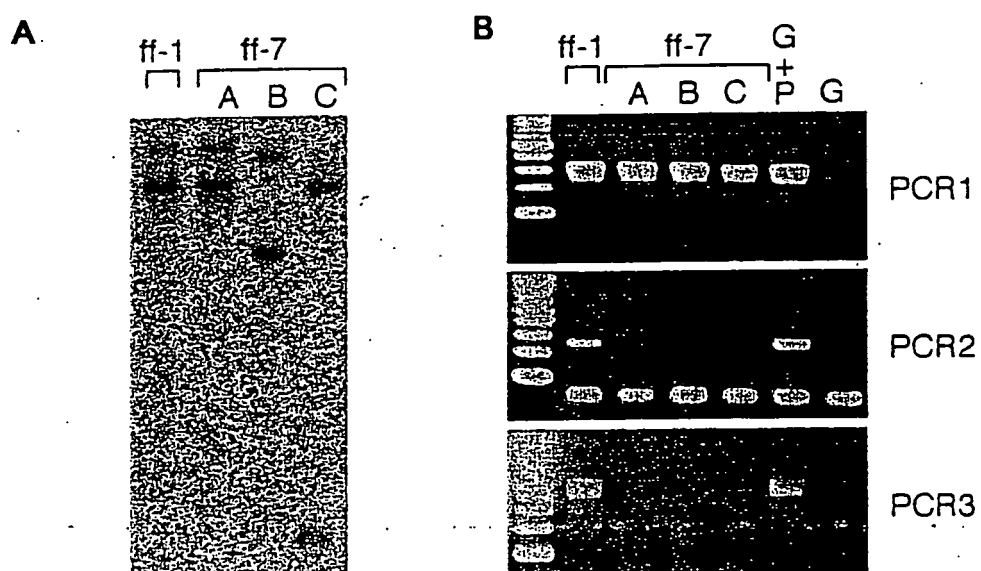 A
ff-1 ff-7
A B C
B
ff-1 ff-7 G
+
A B C P G
PCR1
PCR2
PCR3